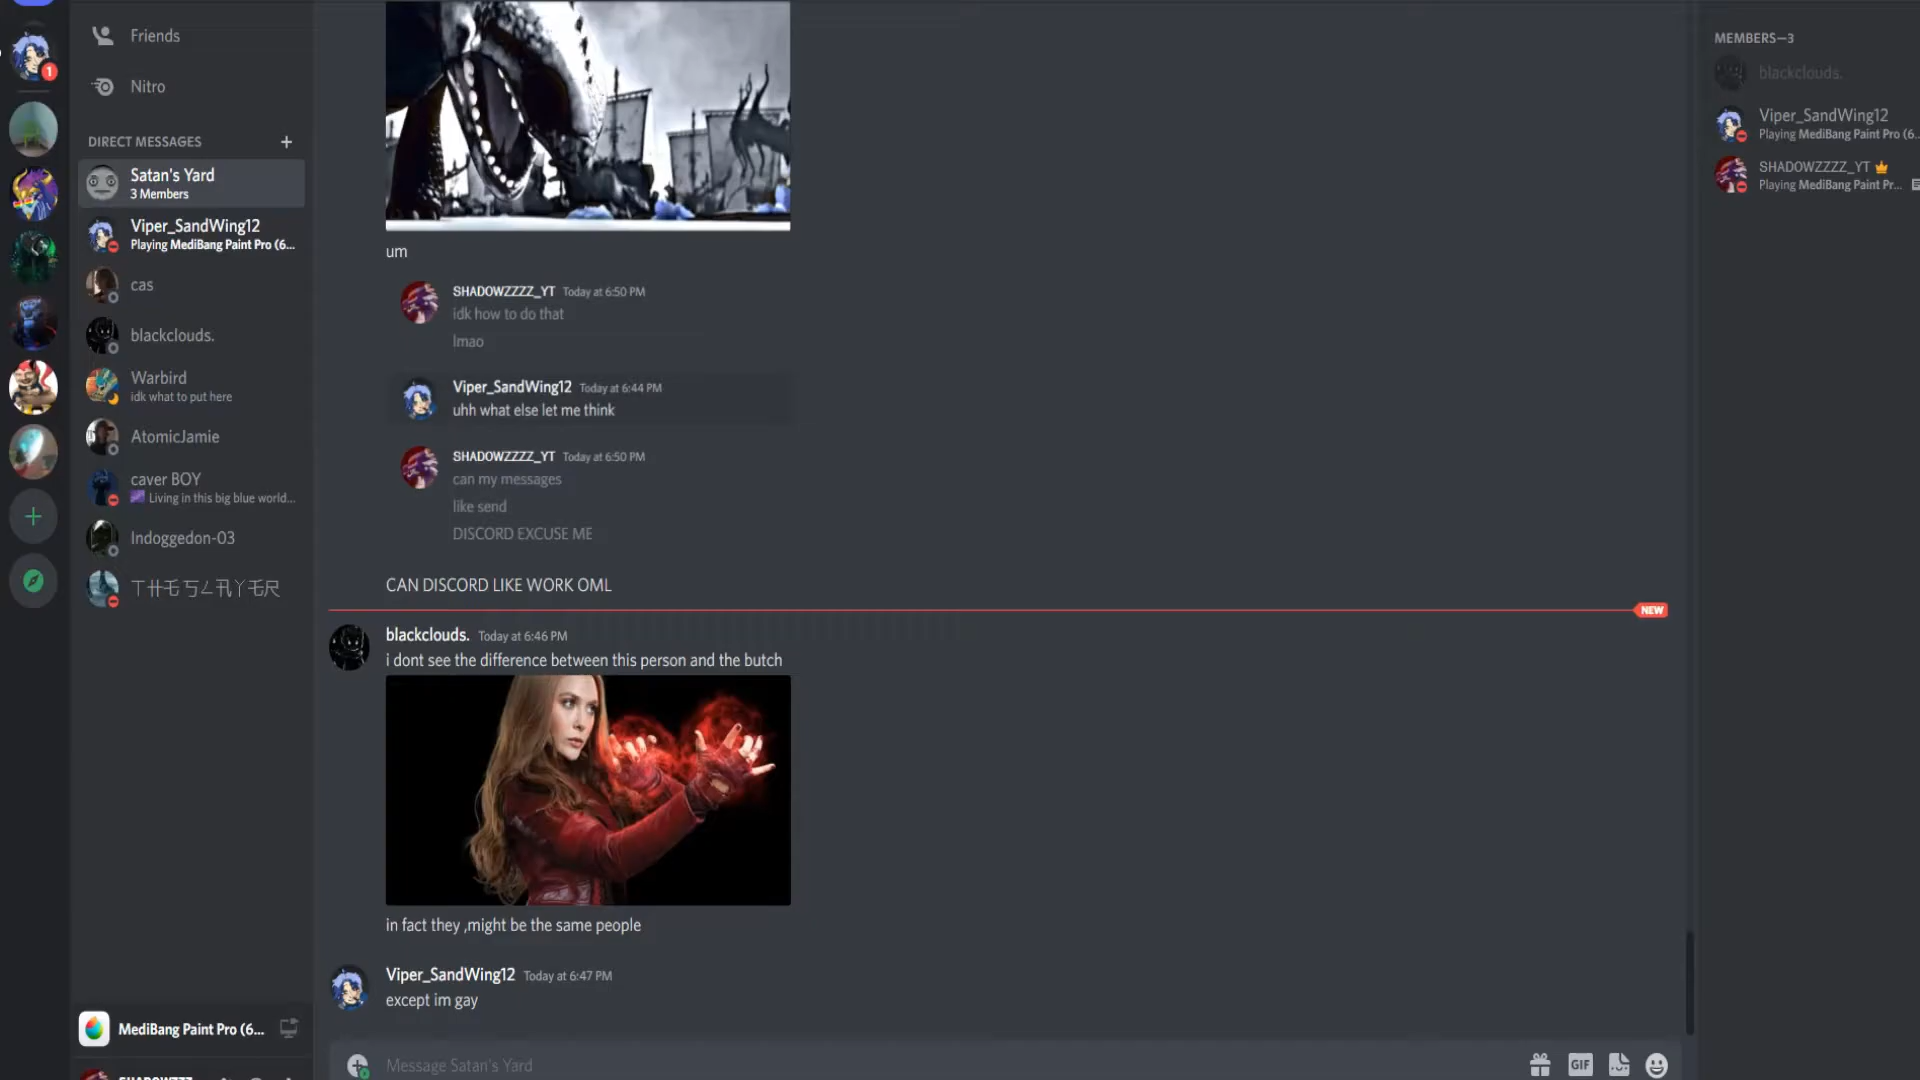 Friends
Nitro
DIRECT MESSAGES
Satan's Yard
3 Members
Viper_SandWing12
Playing MediBang Paint Pro (6...
cas
blackclouds.
Warbird
idk what to put here
AtomicJamie
caver BOY
Living in this big blue world...
Indoggedon-03
MediBang Paint Pro (6...
1
um
SHADOWZZZZ_YT Today at 6:50 PM
idk how to do that
lmao
Viper_SandWing12 Today at 6:44 PM
uhh what else let me think
SHADOWZZZZ_YT Today at 6:50 PM
can my messages
like send
DISCORD EXCUSE ME
CAN DISCORD LIKE WORK OML
NEW
blackclouds. Today at 6:46 PM
i dont see the difference between this person and the butch
in fact they ,might be the same people
Viper_SandWing12 Today at 6:47 PM
except im gay
Message Satan's Yard
GIF
MEMBERS—3
blackclouds.
Viper_SandWing12
Playing MediBang Paint Pro (6...
SHADOWZZZZ_YT
Playing MediBang Paint Pr...